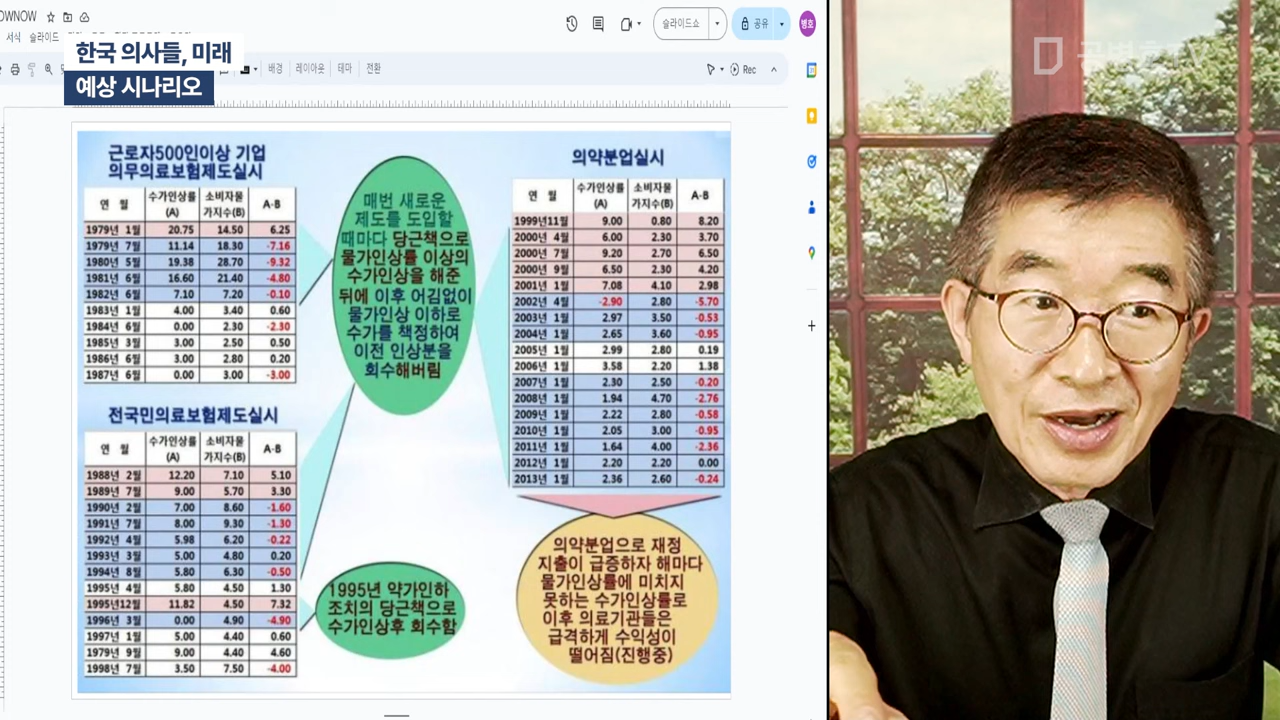 OWNOW
서식 슬라이드
한국 의사들, 미래
예상 시나리오
배경 레이아웃 테마 전환
슬라이드쇼
공유
병호
Rec
공병호TV
근로자500인이상 기업
의무의료보험제도실시
연 월 수가인상률(A) 소비자물가지수(B) A-B
1979년 1월 20.75 14.50 6.25
1979년 7월 11.14 18.30 -7.16
1980년 5월 19.38 28.70 -9.32
1981년 6월 16.60 21.40 -4.80
1982년 6월 7.10 7.20 -0.10
1983년 1월 4.00 3.40 0.60
1984년 6월 0.00 2.30 -2.30
1985년 3월 3.00 2.50 0.50
1986년 6월 3.00 2.80 0.20
1987년 6월 0.00 3.00 -3.00
전국민의료보험제도실시
연 월 수가인상률(A) 소비자물가지수(B) A-B
1988년 2월 12.20 7.10 5.10
1989년 7월 9.00 5.70 3.30
1990년 2월 7.00 8.60 -1.60
1991년 7월 8.00 9.30 -1.30
1992년 4월 5.98 6.20 -0.22
1993년 3월 5.00 4.80 0.20
1994년 8월 5.80 6.30 -0.50
1995년 4월 5.80 4.50 1.30
1995년12월 11.82 4.50 7.32
1996년 3월 0.00 4.90 -4.90
1997년 1월 5.00 4.40 0.60
1979년 9월 9.00 4.40 4.60
1998년 7월 3.50 7.50 -4.00
매번 새로운
제도를 도입할
때마다 당근책으로
물가인상률 이상의
수가인상을 해준
뒤에 이후 어김없이
물가인상 이하로
수가를 책정하여
이전 인상분을
회수해버림
1995년 약가인하
조치의 당근책으로
수가인상후 회수함
의약분업실시
연 월 수가인상률(A) 소비자물가지수(B) A-B
1999년11월 9.00 0.80 8.20
2000년 4월 6.00 2.30 3.70
2000년 7월 9.20 2.70 6.50
2000년 9월 6.50 2.30 4.20
2001년 1월 7.08 4.10 2.98
2002년 4월 -2.90 2.80 -5.70
2003년 1월 2.97 3.50 -0.53
2004년 1월 2.65 3.60 -0.95
2005년 1월 2.99 2.80 0.19
2006년 1월 3.58 2.20 1.38
2007년 1월 2.30 2.50 -0.20
2008년 1월 1.94 4.70 -2.76
2009년 1월 2.22 2.80 -0.58
2010년 1월 2.05 3.00 -0.95
2011년 1월 1.64 4.00 -2.36
2012년 1월 2.20 2.20 0.00
2013년 1월 2.36 2.60 -0.24
의약분업으로 재정
지출이 급증하자 해마다
물가인상률에 미치지
못하는 수가인상률로
이후 의료기관들은
급격하게 수익성이
떨어짐(진행중)